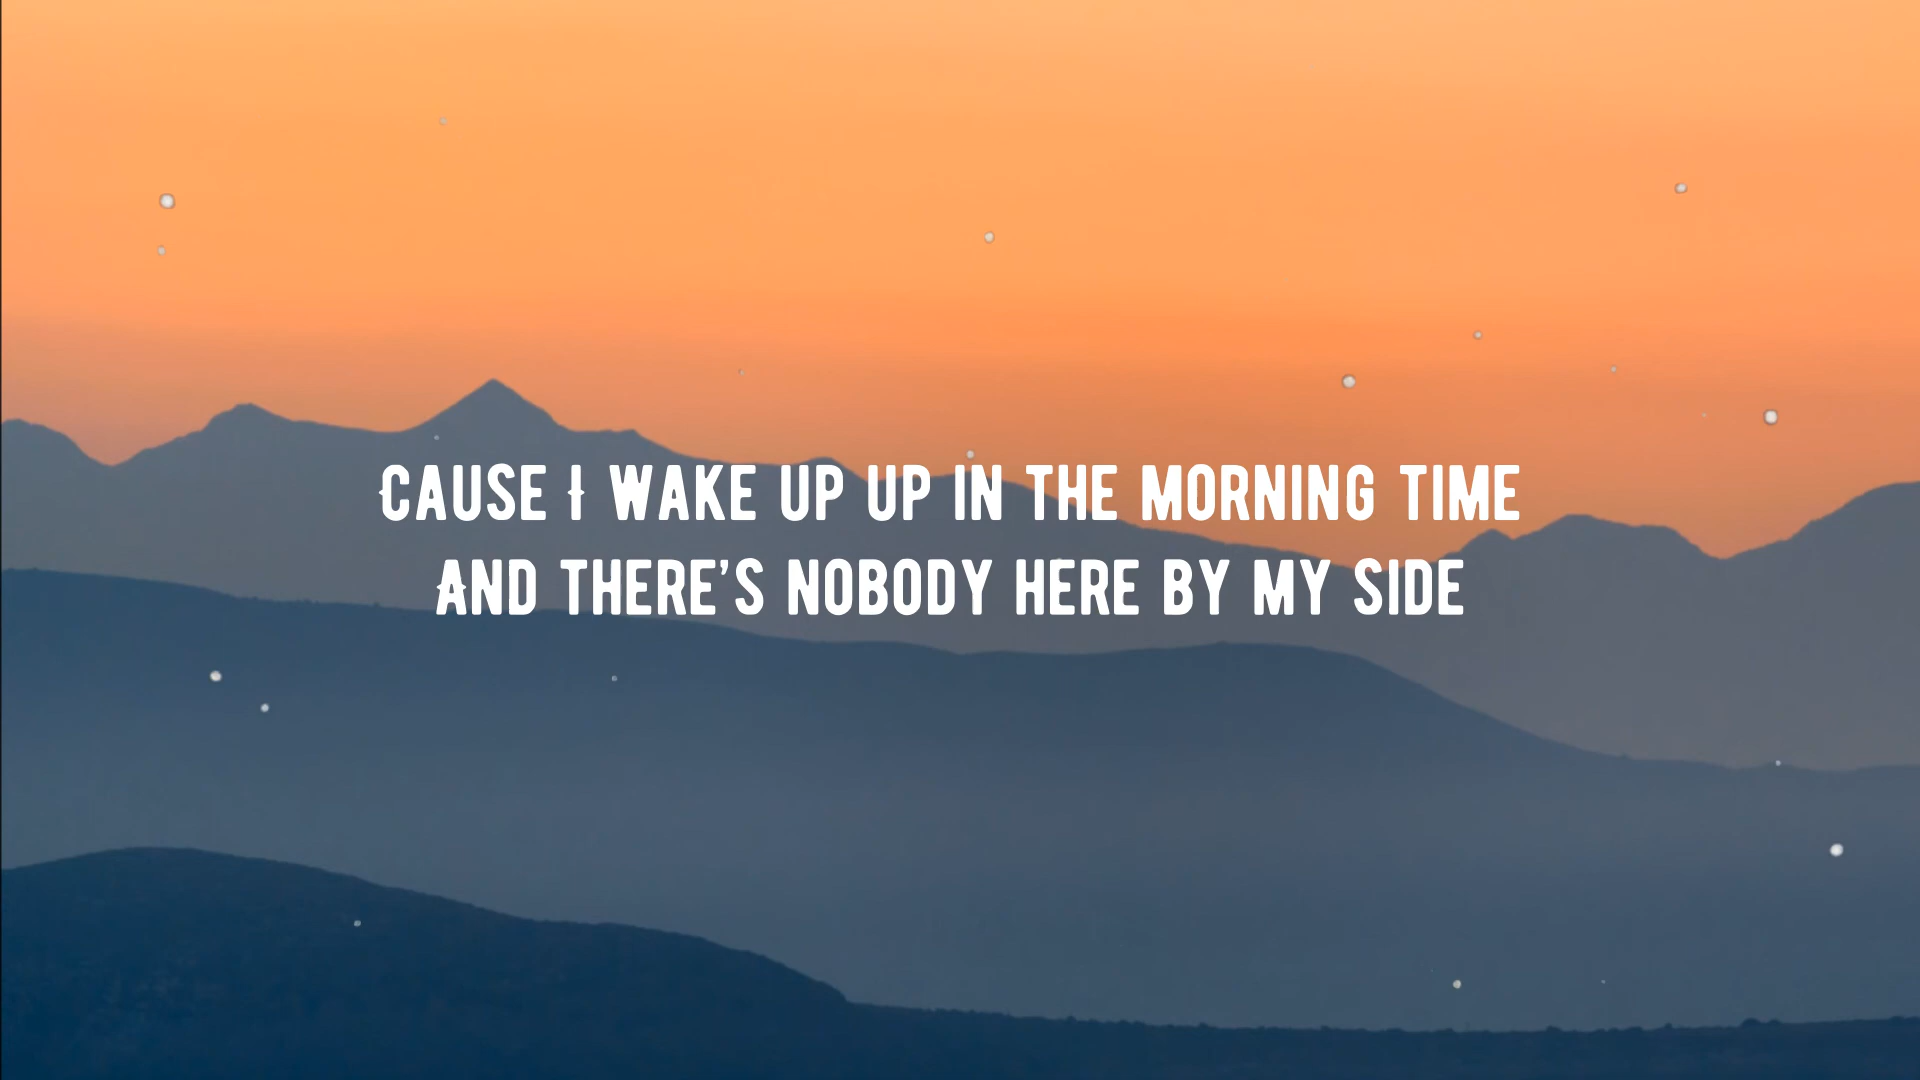 CAUSE I WAKE UP UP IN THE MORNING TIME
AND THERE'S NOBODY HERE BY MY SIDE